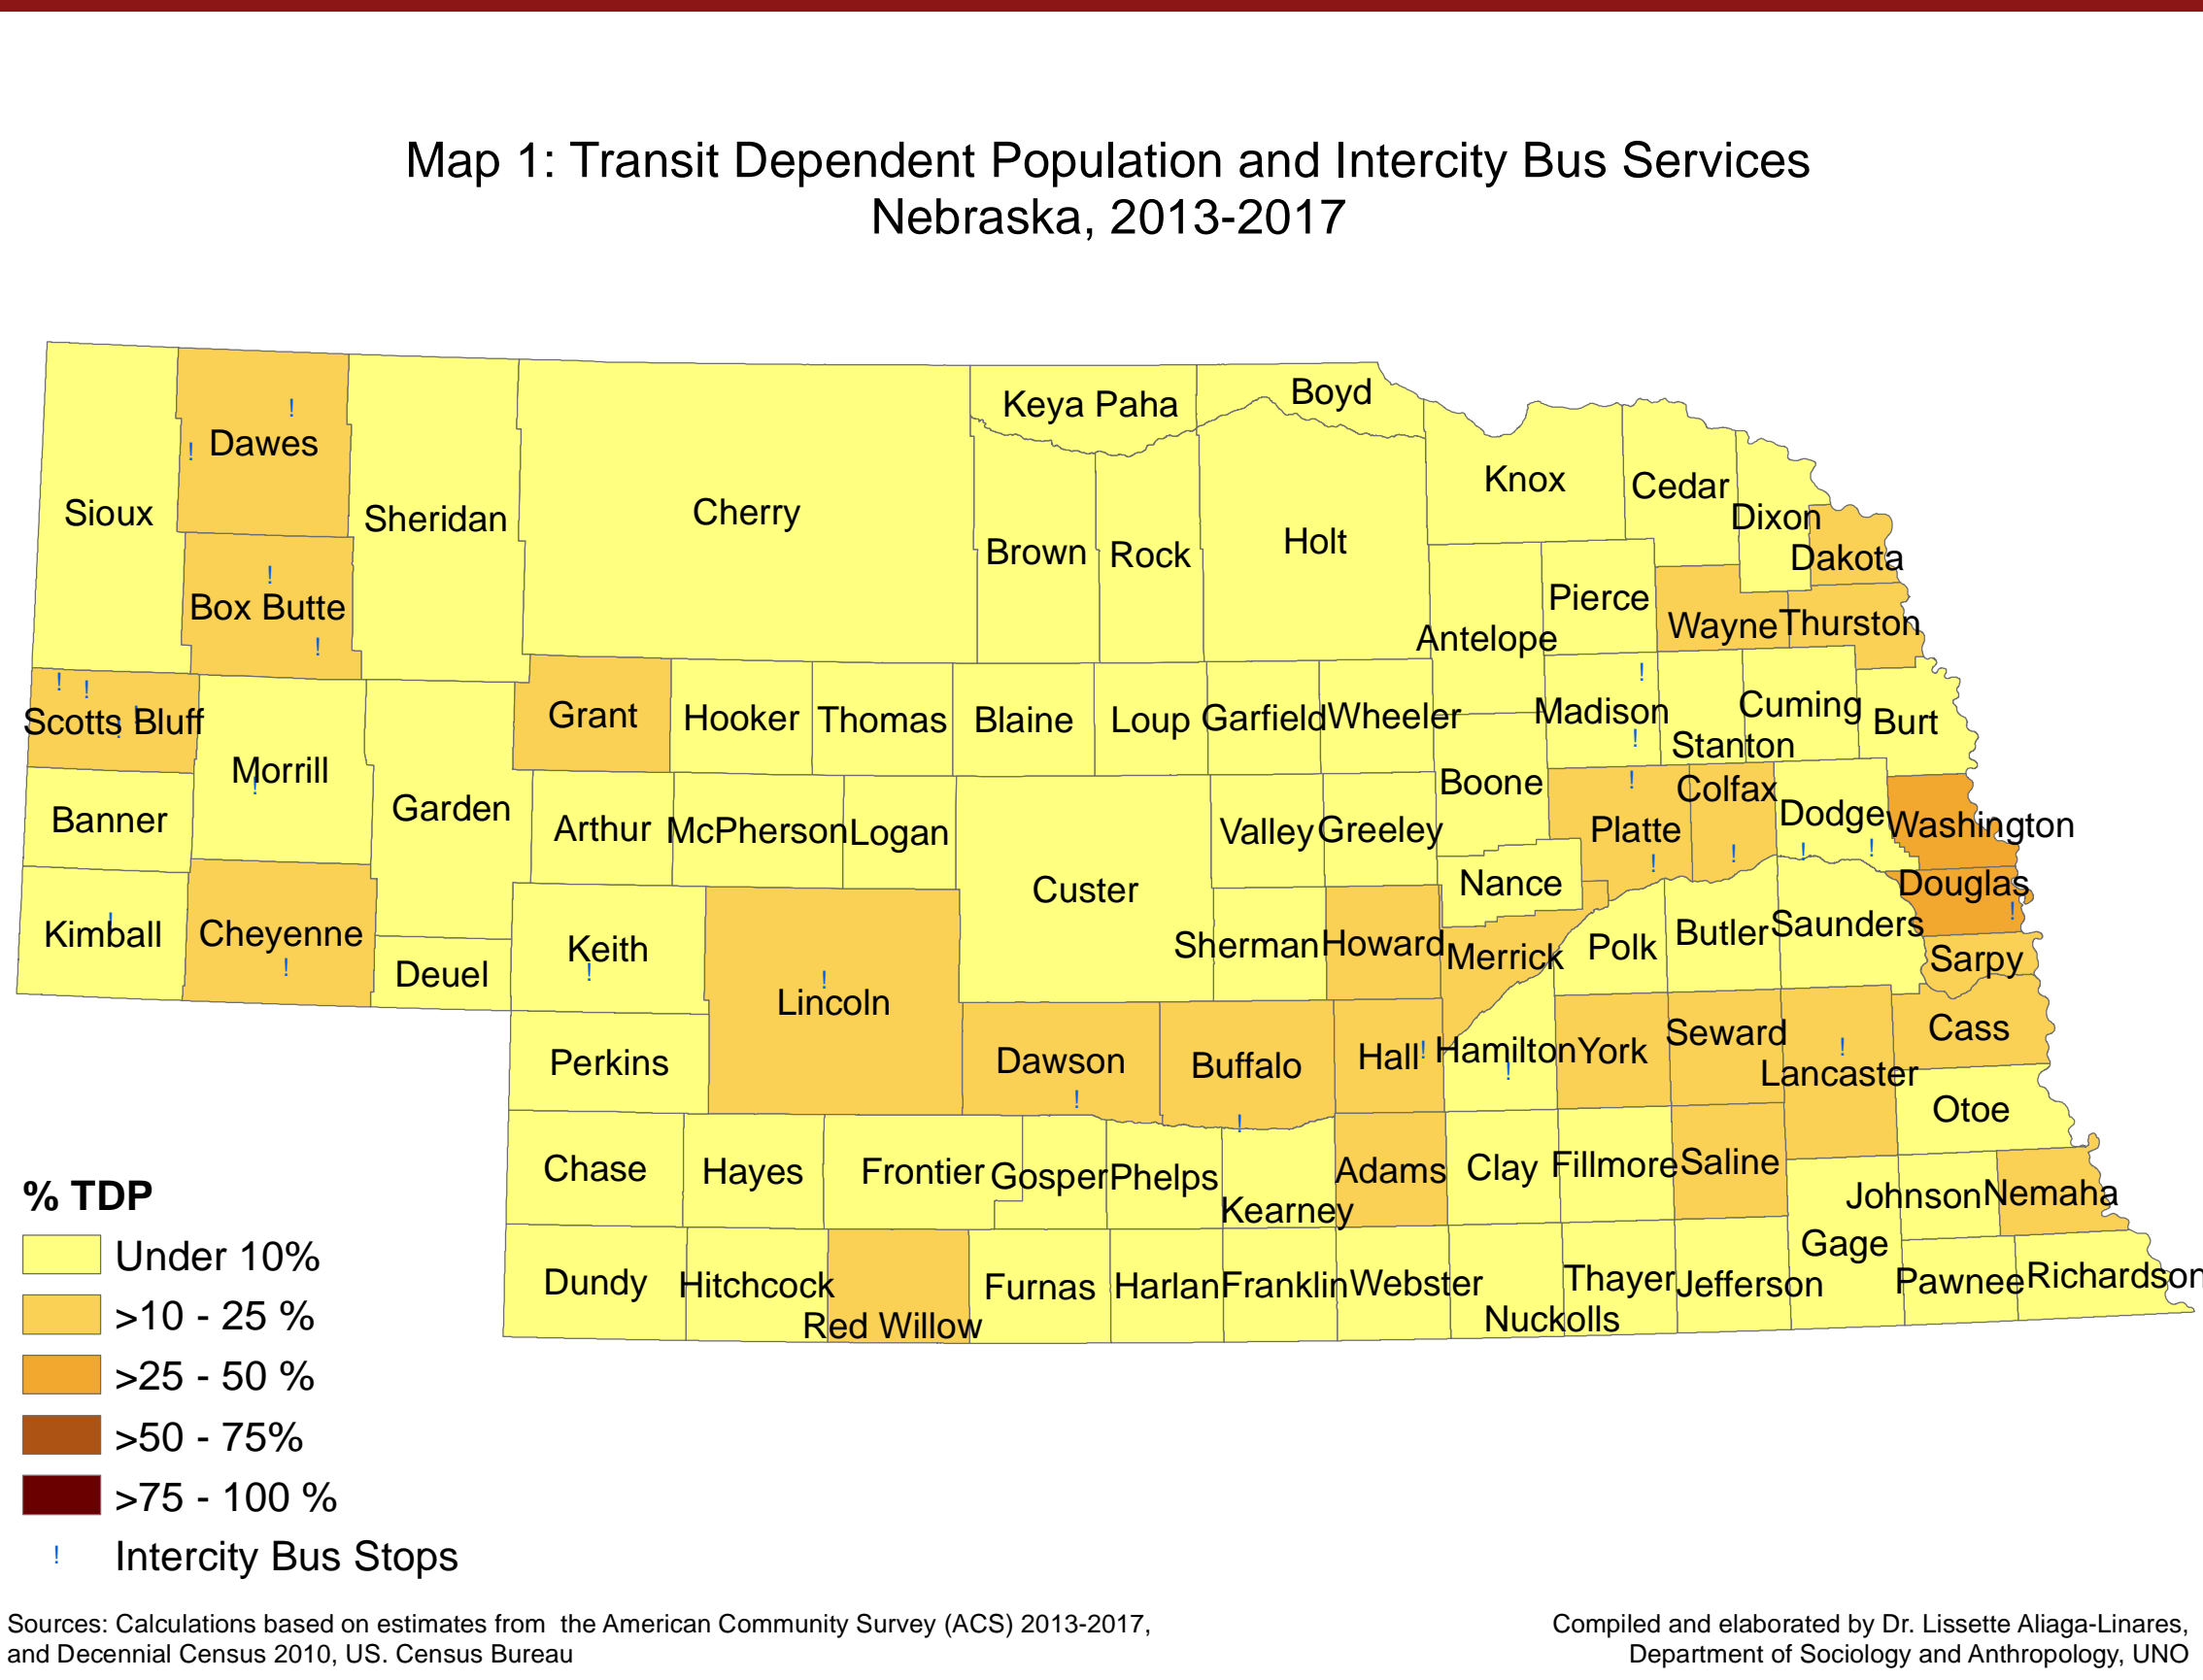 Map 1: Transit Dependent Population and Intercity Bus Services
Nebraska, 2013-2017
Boyd
Keya Paha
Dawes
Knox
Cedar
Sioux
Sheridan
Cherry
Dixon
Holt
Brown
Rock
Dakota
Box Butte
Pierce
Antelope
Wayne
Thurston
Scotts Bluff
Grant
Hooker
Thomas
Blaine
Loup
Garfield
Wheeler
Madison
Cuming
Burt
Stanton
Morrill
Boone
Colfax
Banner
Garden
Arthur
McPherson
Logan
Valley
Greeley
Platte
Dodge
Washington
Custer
Nance
Douglas
Kimball
Cheyenne
Keith
Sherman
Howard
Merrick
Polk
Butler
Saunders
Deuel
Sarpy
Lincoln
Perkins
Dawson
Buffalo
Hall
Hamilton
York
Seward
Cass
Lancaster
Otoe
Chase
Hayes
Frontier
Gosper
Phelps
Kearney
Adams
Clay
Fillmore
Saline
Johnson
Nemaha
Gage
Dundy
Hitchcock
Red Willow
Furnas
Harlan
Franklin
Webster
Nuckolls
Thayer
Jefferson
Pawnee
Richardson
% TDP
Under 10%
>10 - 25 %
>25 - 50 %
>50 - 75%
>75 - 100 %
! Intercity Bus Stops
Sources: Calculations based on estimates from  the American Community Survey (ACS) 2013-2017,
and Decennial Census 2010, US. Census Bureau
Compiled and elaborated by Dr. Lissette Aliaga-Linares,
Department of Sociology and Anthropology, UNO